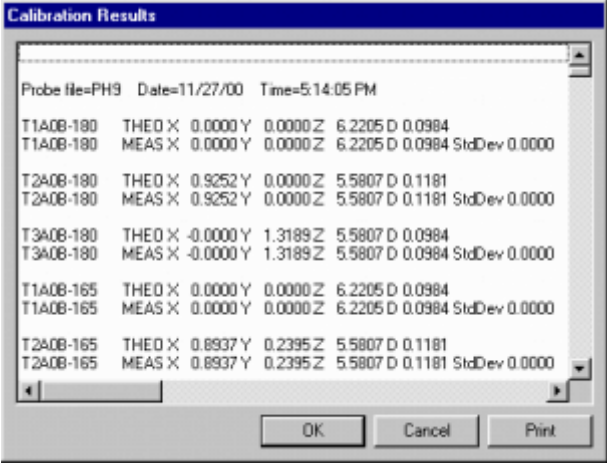 Calibration Results
Probe file=PH9 Date=11/27/00 Time=5:14:05 PM
T1A0B-180 THEO X 0.0000 Y 0.0000 Z 6.2205 D 0.0984
T1A0B-180 MEAS X 0.0000 Y 0.0000 Z 6.2205 D 0.0984 StdDev 0.0000
T2A0B-180 THEO X 0.9252 Y 0.0000 Z 5.5807 D 0.1181
T2A0B-180 MEAS X 0.9252 Y 0.0000 Z 5.5807 D 0.1181 StdDev 0.0000
T3A0B-180 THEO X -0.0000 Y 1.3189 Z 5.5807 D 0.0984
T3A0B-180 MEAS X -0.0000 Y 1.3189 Z 5.5807 D 0.0984 StdDev 0.0000
T1A0B-165 THEO X 0.0000 Y 0.0000 Z 6.2205 D 0.0984
T1A0B-165 MEAS X 0.0000 Y 0.0000 Z 6.2205 D 0.0984 StdDev 0.0000
T2A0B-165 THEO X 0.8937 Y 0.2395 Z 5.5807 D 0.1181
T2A0B-165 MEAS X 0.8937 Y 0.2395 Z 5.5807 D 0.1181 StdDev 0.0000
OK Cancel Print